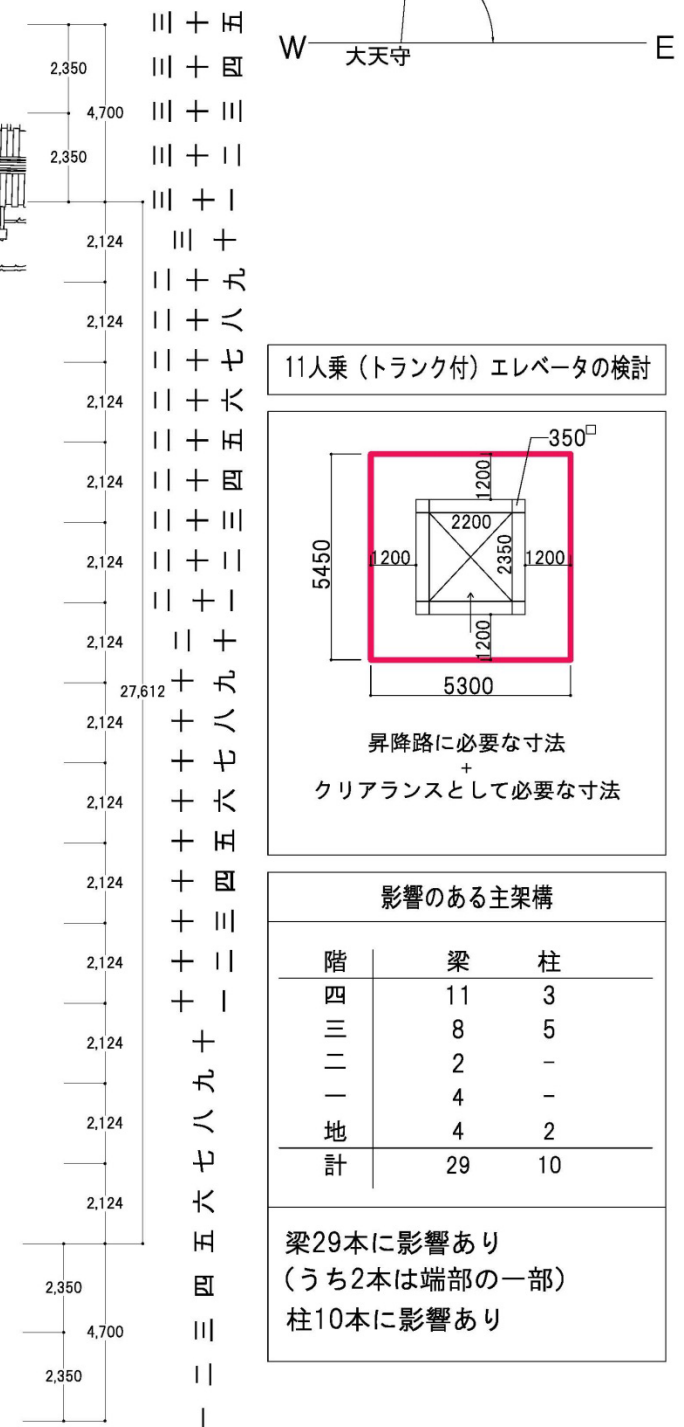 2,350
4,700
2,350
2,124
2,124
2,124
2,124
2,124
2,124
27,612
2,124
2,124
2,124
2,124
2,124
2,124
2,124
2,350
4,700
2,350
三十五
三十四
三十三
三十二
三十一
三十
二十九
二十八
二十七
二十六
二十五
二十四
二十三
二十二
二十一
二十
十九
十八
十七
十六
十五
十四
十三
十二
十一
十
九
八
七
六
五
四
三
二
一
W
大天守
E
11人乗（トランク付）エレベータの検討
350□
1200
2200
5450
1200
2350
1200
1200
5300
昇降路に必要な寸法
+
クリアランスとして必要な寸法
影響のある主架構
階 梁 柱
四 11 3
三 8 5
二 2 -
一 4 -
地 4 2
計 29 10
梁29本に影響あり
（うち2本は端部の一部）
柱10本に影響あり